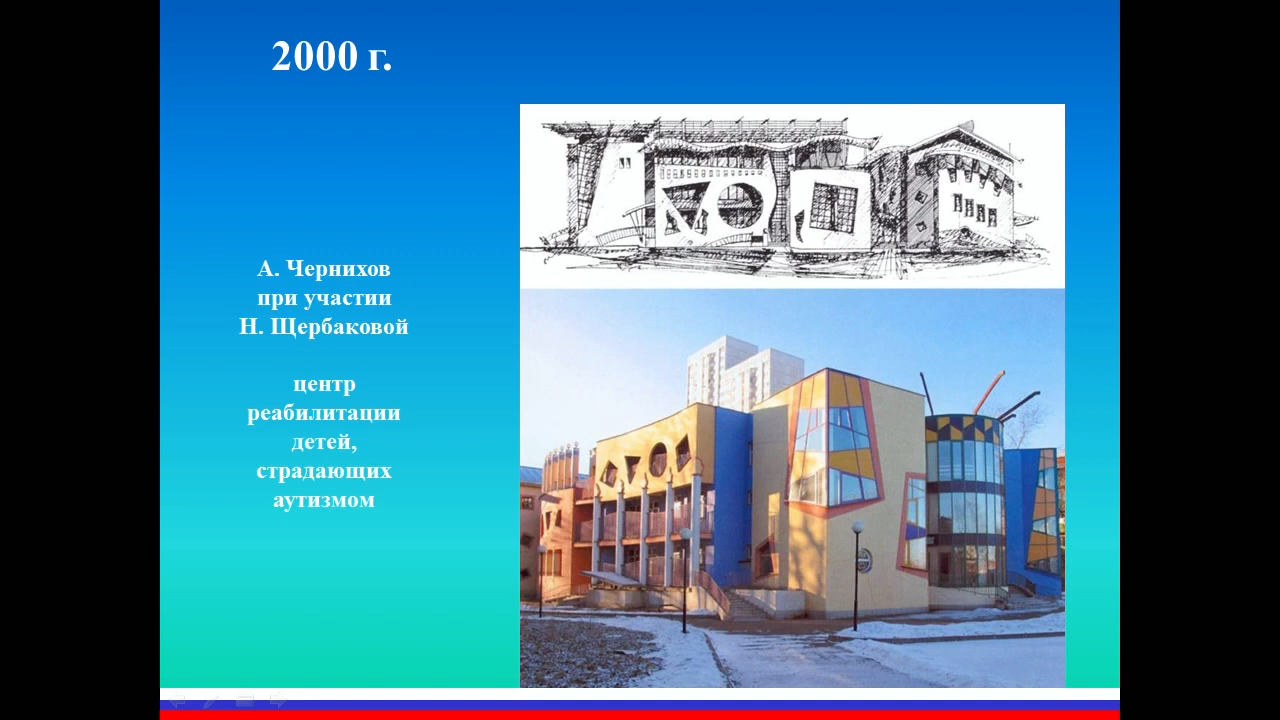 2000 г.
А. Чернихов
при участии
Н. Щербаковой
центр
реабилитации
детей,
страдающих
аутизмом